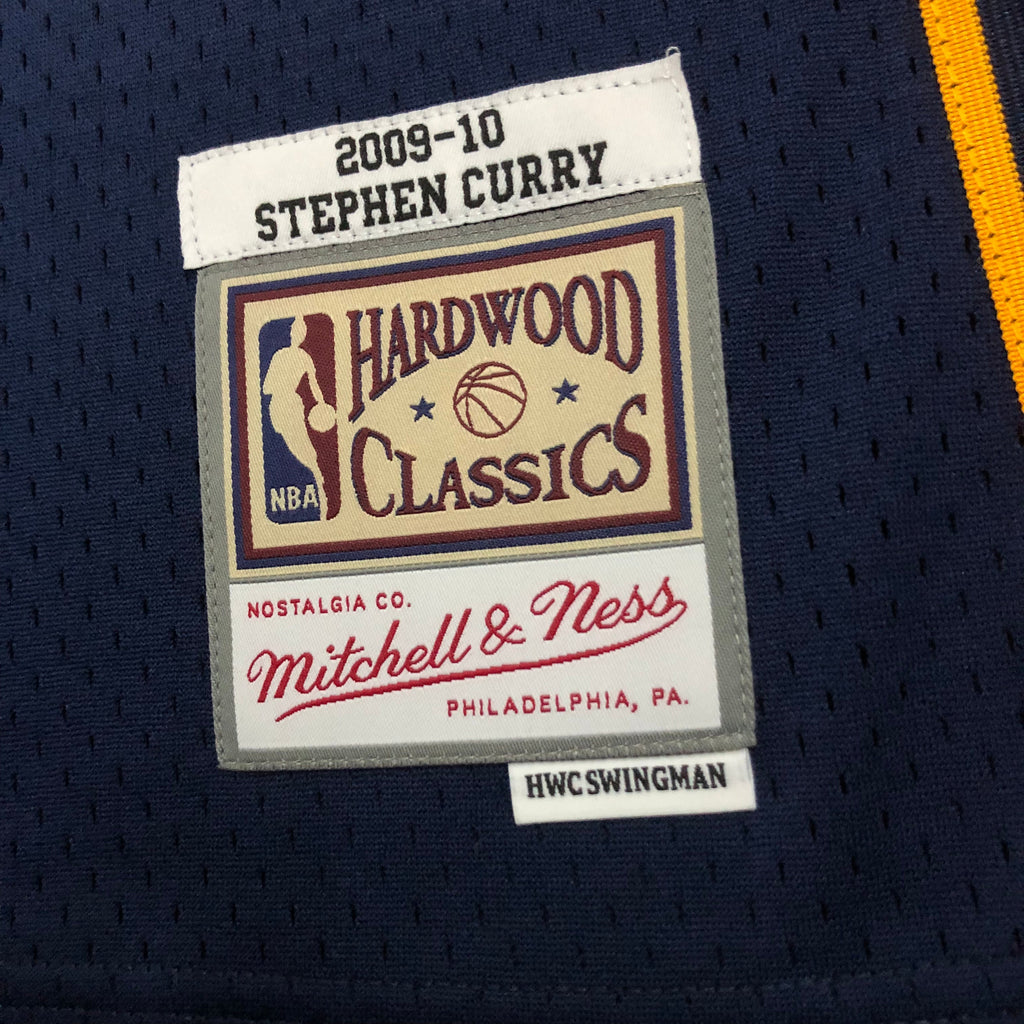 2009-10
STEPHEN CURRY
HARDWOOD
CLASSICS
NBA
NOSTALGIA CO.
Mitchell & Ness
PHILADELPHIA, PA.
HWC SWINGMAN